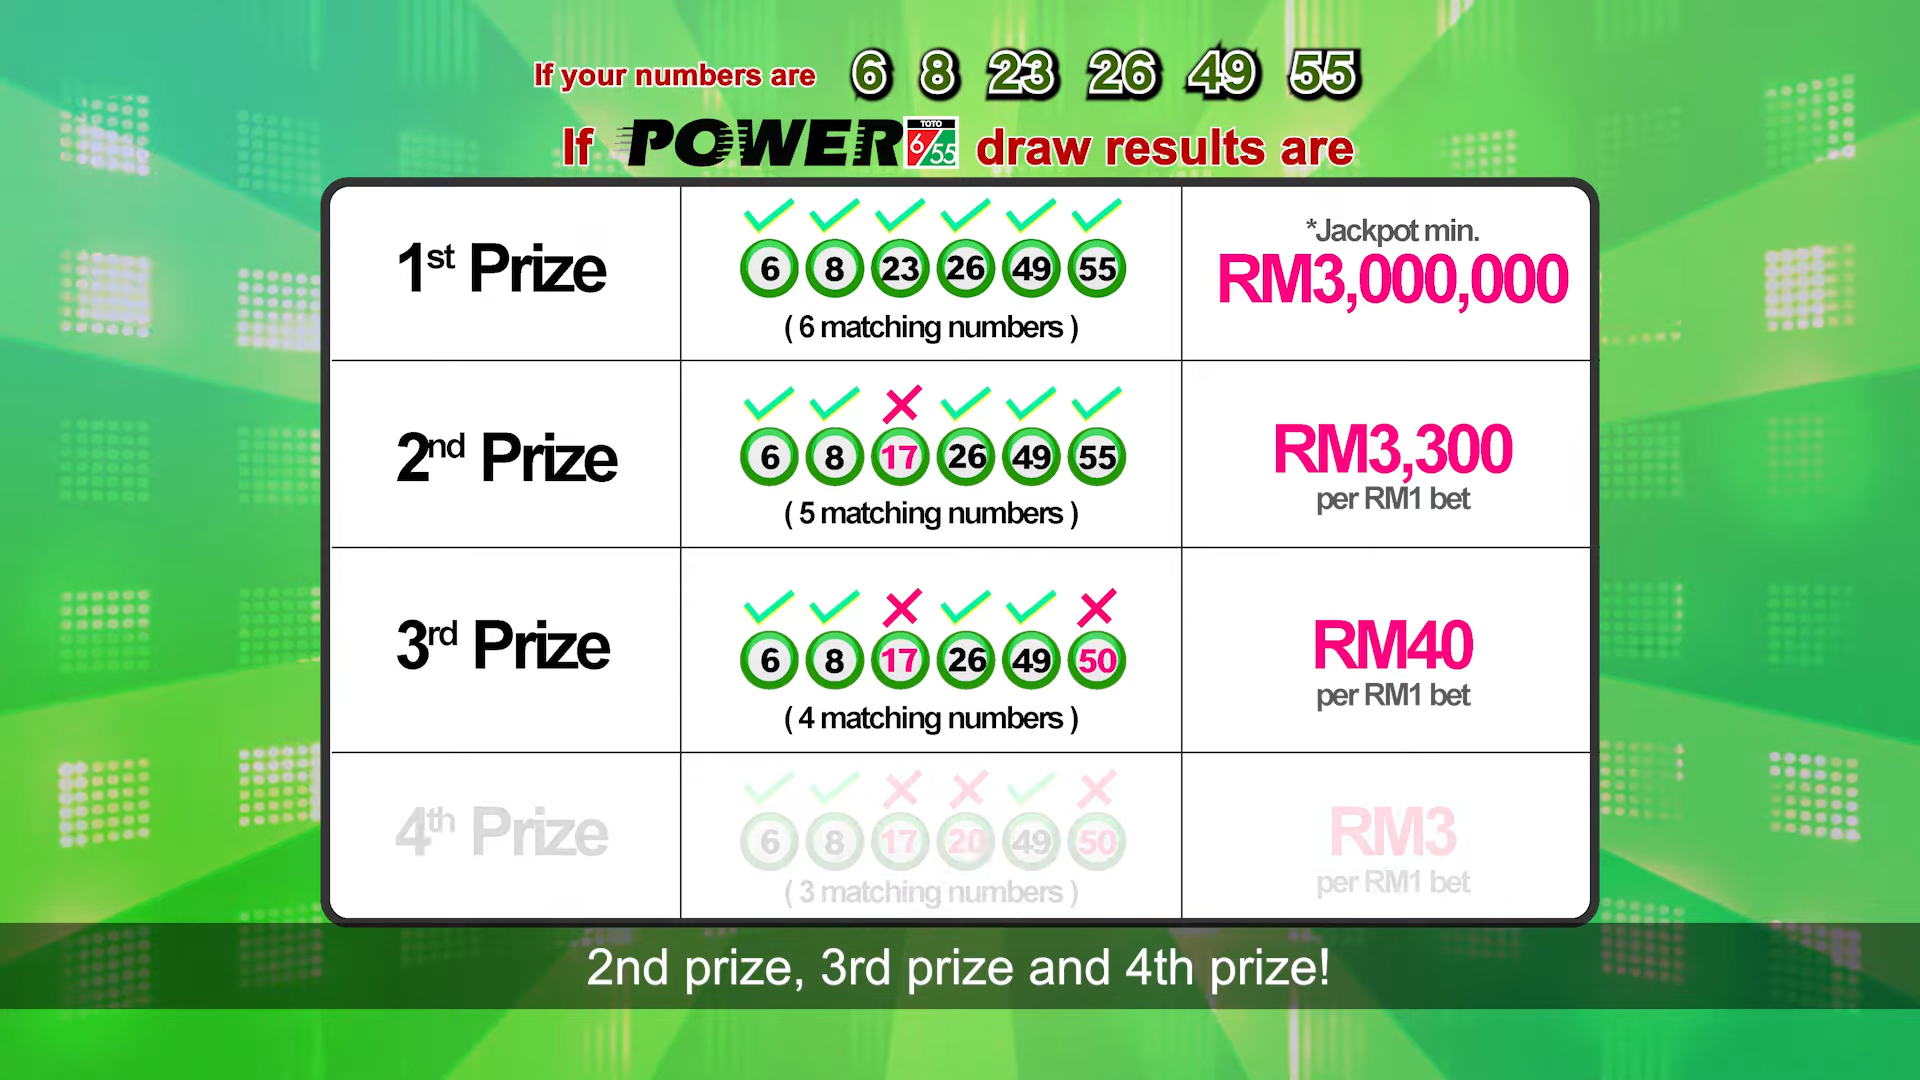 If your numbers are 6 8 23 26 49 55
If POWER TOTO 6/55 draw results are
1st Prize
6 8 23 26 49 55
( 6 matching numbers )
*Jackpot min.
RM3,000,000
2nd Prize
6 8 17 26 49 55
( 5 matching numbers )
RM3,300
per RM1 bet
3rd Prize
6 8 17 26 49 50
( 4 matching numbers )
RM40
per RM1 bet
4th Prize
6 8 17 20 49 50
( 3 matching numbers )
RM3
per RM1 bet
2nd prize, 3rd prize and 4th prize!